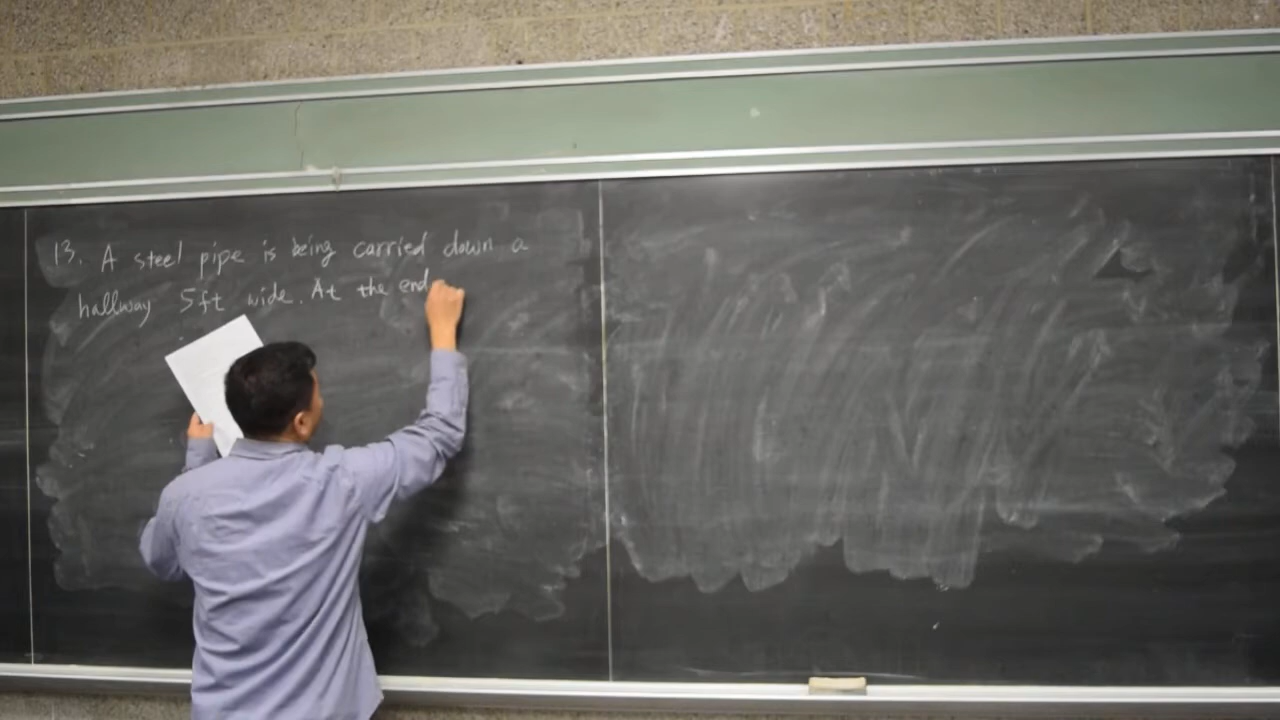 13. A steel pipe is being carried down a
hallway 5ft wide. At the end